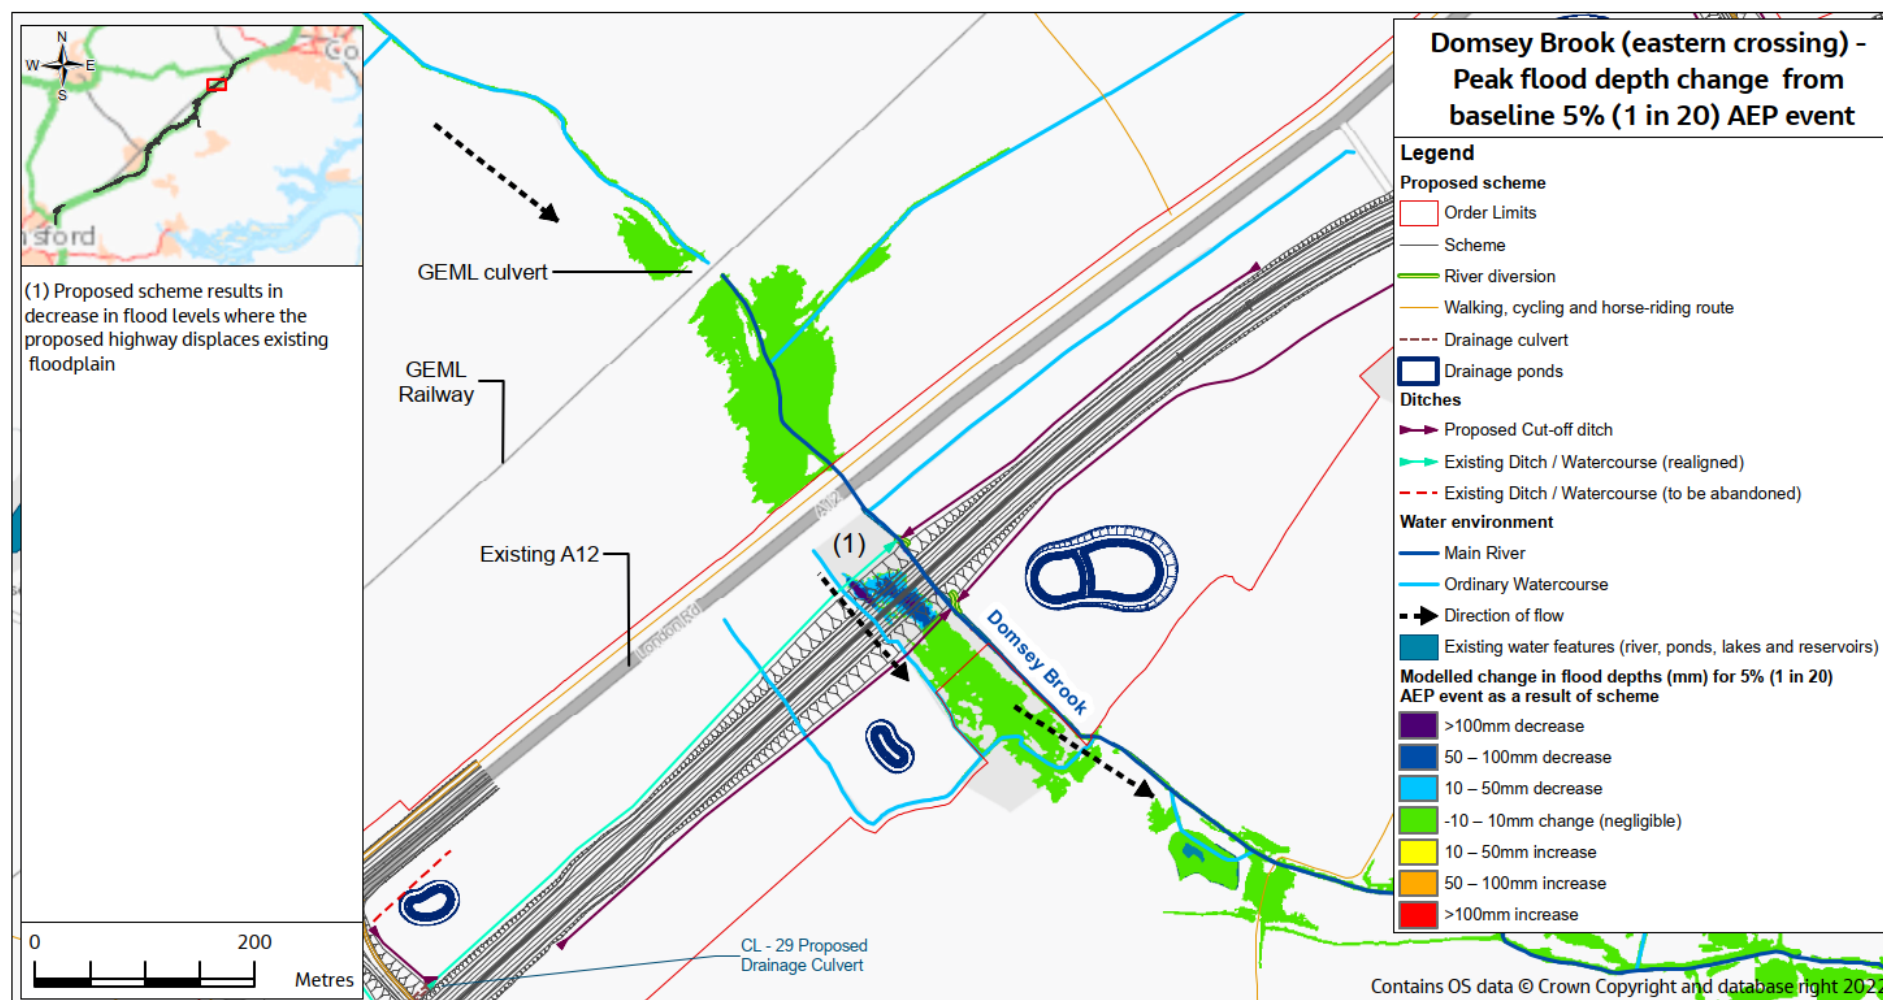 N
W E
S
Co
sford
(1) Proposed scheme results in
decrease in flood levels where the
proposed highway displaces existing
floodplain
0 200
Metres
GEML culvert
GEML
Railway
Existing A12
A12
London Rd
(1)
Domsey Brook
CL - 29 Proposed
Drainage Culvert
Domsey Brook (eastern crossing) -
Peak flood depth change from
baseline 5% (1 in 20) AEP event
Legend
Proposed scheme
Order Limits
Scheme
River diversion
Walking, cycling and horse-riding route
Drainage culvert
Drainage ponds
Ditches
Proposed Cut-off ditch
Existing Ditch / Watercourse (realigned)
Existing Ditch / Watercourse (to be abandoned)
Water environment
Main River
Ordinary Watercourse
Direction of flow
Existing water features (river, ponds, lakes and reservoirs)
Modelled change in flood depths (mm) for 5% (1 in 20)
AEP event as a result of scheme
>100mm decrease
50 – 100mm decrease
10 – 50mm decrease
-10 – 10mm change (negligible)
10 – 50mm increase
50 – 100mm increase
>100mm increase
Contains OS data © Crown Copyright and database right 2022